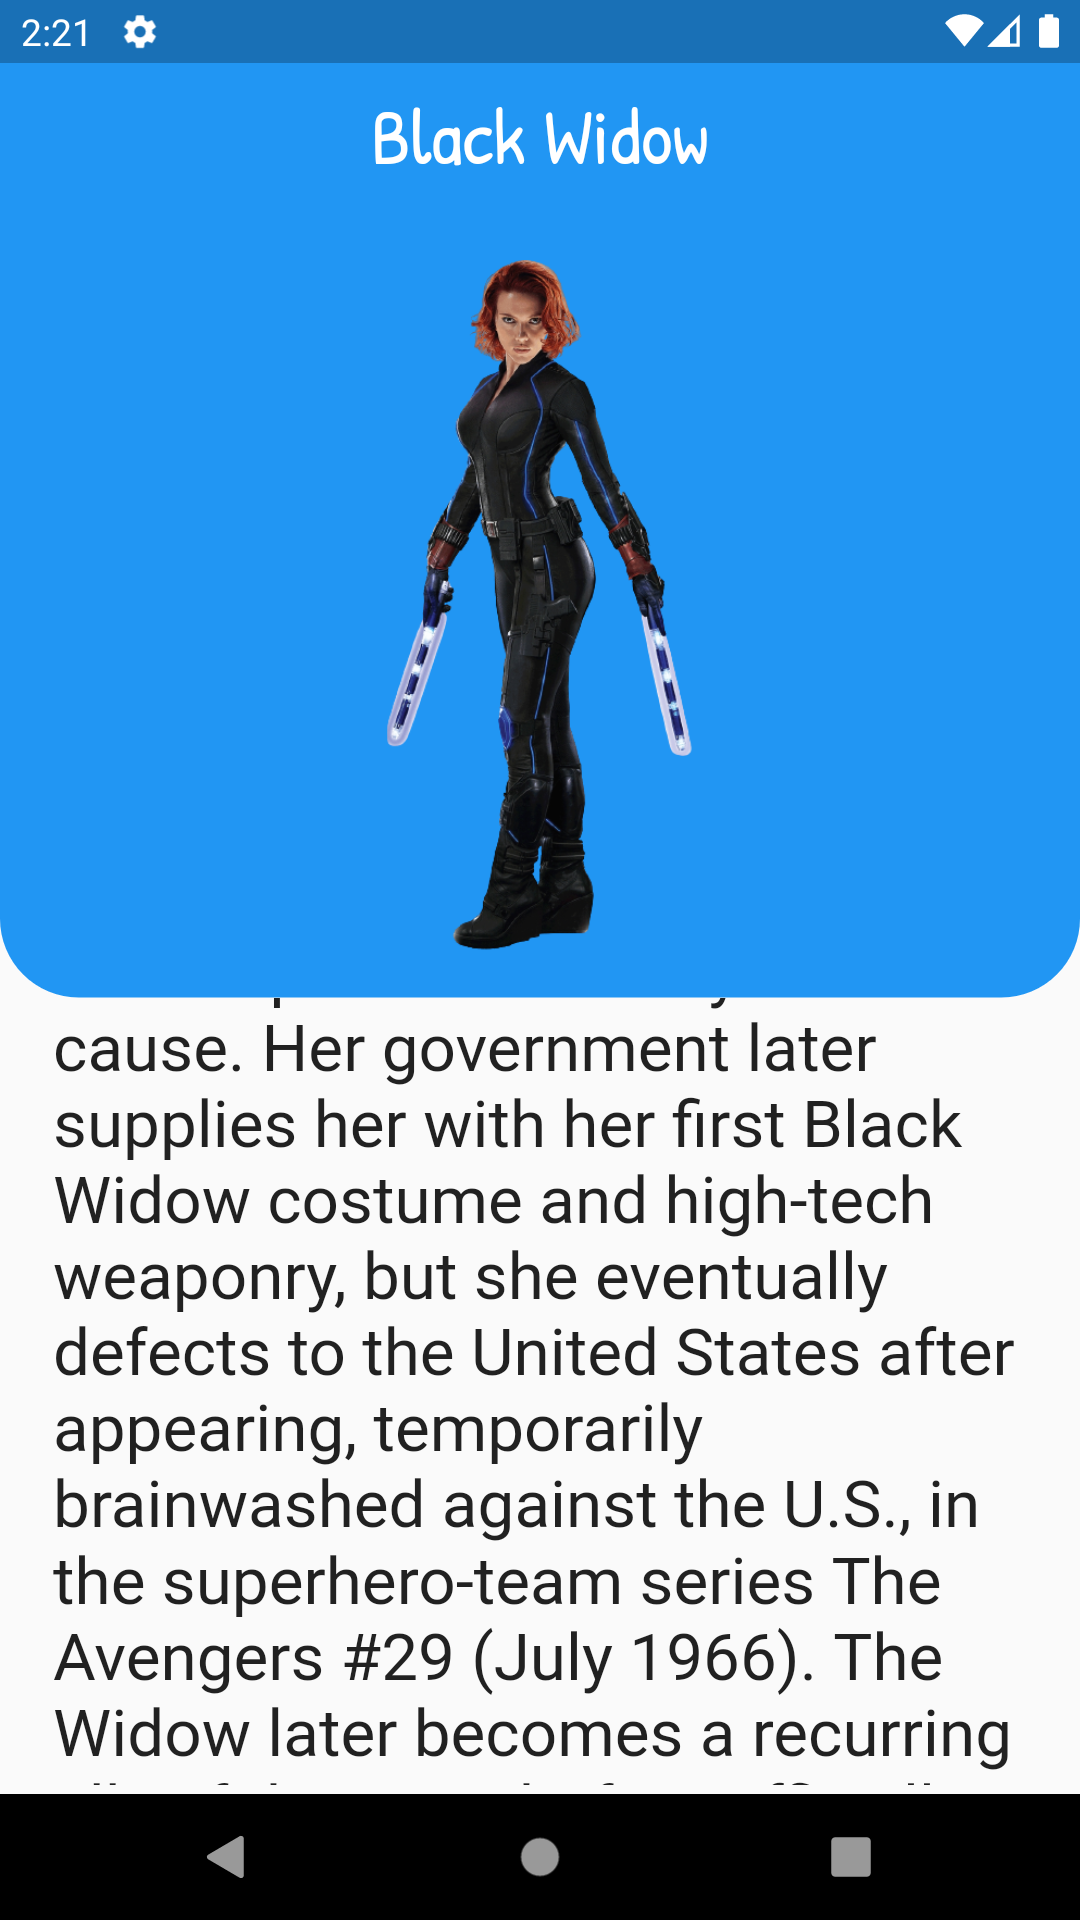 2:21
Black Widow
cause. Her government later
supplies her with her first Black
Widow costume and high-tech
weaponry, but she eventually
defects to the United States after
appearing, temporarily
brainwashed against the U.S., in
the superhero-team series The
Avengers #29 (July 1966). The
Widow later becomes a recurring